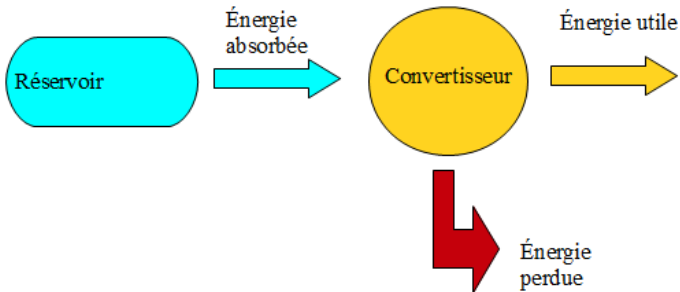 Énergie
absorbée
Énergie utile
Réservoir
Convertisseur
Énergie
perdue